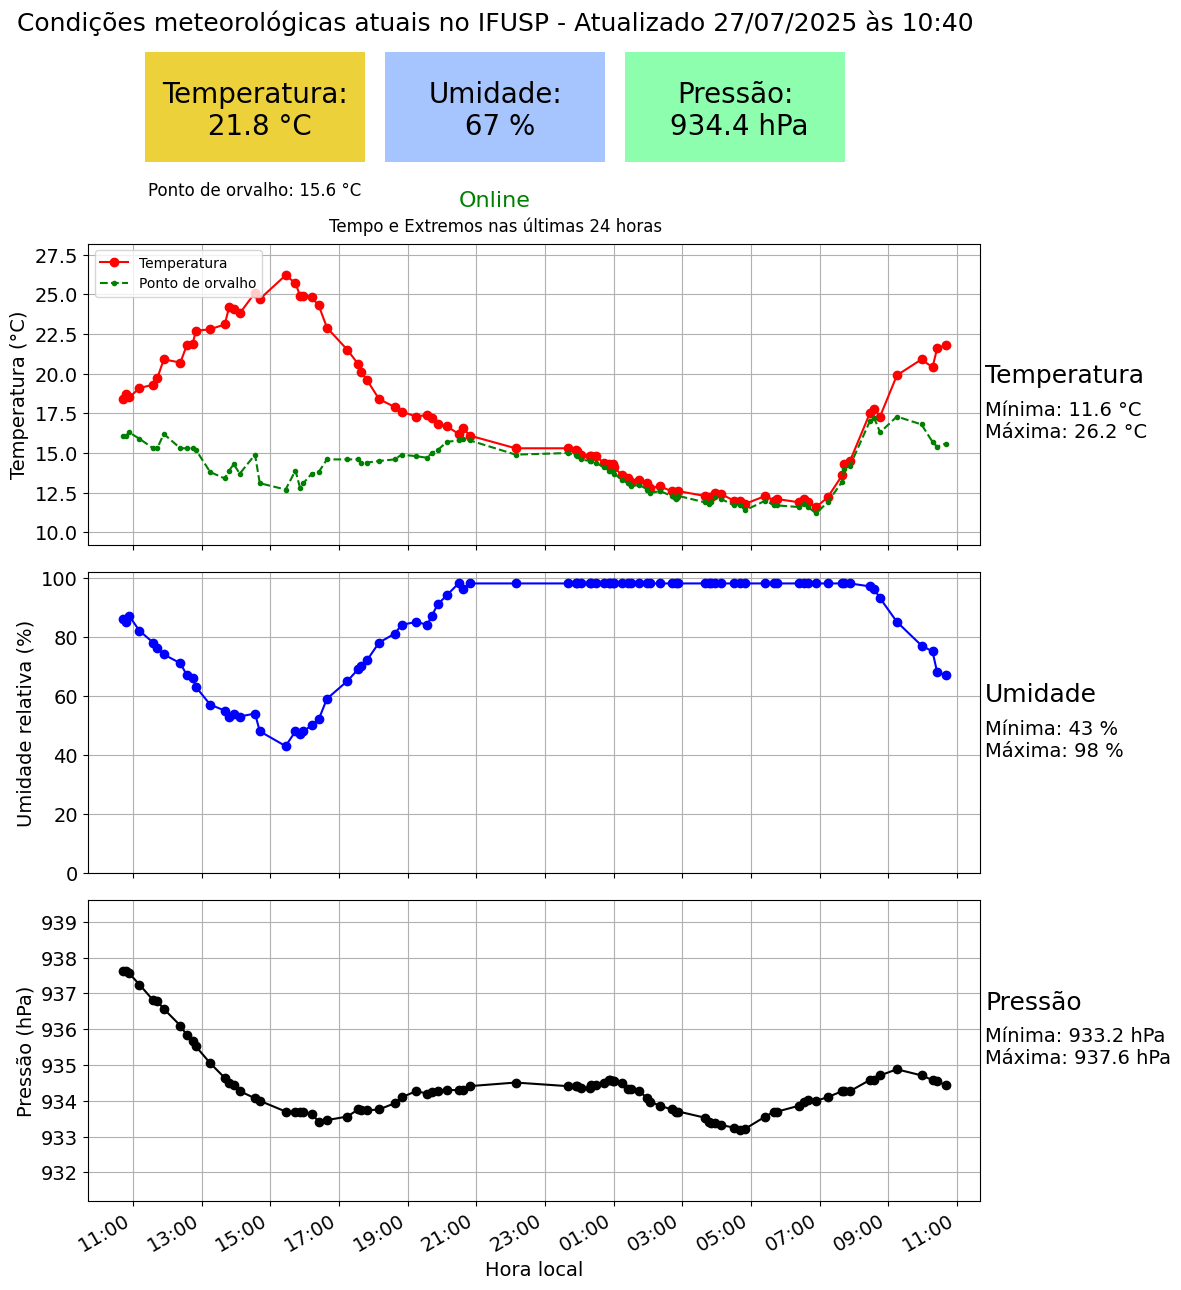 Condições meteorológicas atuais no IFUSP - Atualizado 27/07/2025 às 10:40
Temperatura:
21.8 °C
Umidade:
67 %
Pressão:
934.4 hPa
Ponto de orvalho: 15.6 °C
Online
Tempo e Extremos nas últimas 24 horas
Temperatura
Ponto de orvalho
Temperatura (°C)
27.5
25.0
22.5
20.0
17.5
15.0
12.5
10.0
Temperatura
Mínima: 11.6 °C
Máxima: 26.2 °C
Umidade relativa (%)
100
80
60
40
20
0
Umidade
Mínima: 43 %
Máxima: 98 %
Pressão (hPa)
939
938
937
936
935
934
933
932
Pressão
Mínima: 933.2 hPa
Máxima: 937.6 hPa
11:00 13:00 15:00 17:00 19:00 21:00 23:00 01:00 03:00 05:00 07:00 09:00 11:00
Hora local